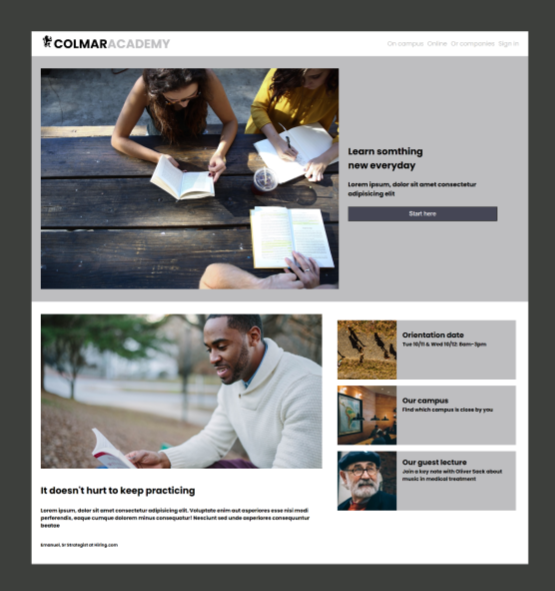 COLMARACADEMY
On campus Online Or companies Sign in
Learn somthing
new everyday
Lorem ipsum, dolor sit amet consectetur
adipisicing elit
Start here
Orientation date
Tue 10/11 & Wed 10/12: 8am-3pm
Our campus
Find which campus is close by you
Our guest lecture
Join a key note with Oliver Sack about
music in medical treatment
It doesn't hurt to keep practicing
Lorem ipsum, dolor sit amet consectetur adipisicing elit. Voluptate enim aut asperiores esse nisi modi
perferendis, eaque cumque dolorem minus consequatur! Nesciunt sed unde asperiores consequuntur
beatae
Emanuel, Sr Strategist at Hiring.com